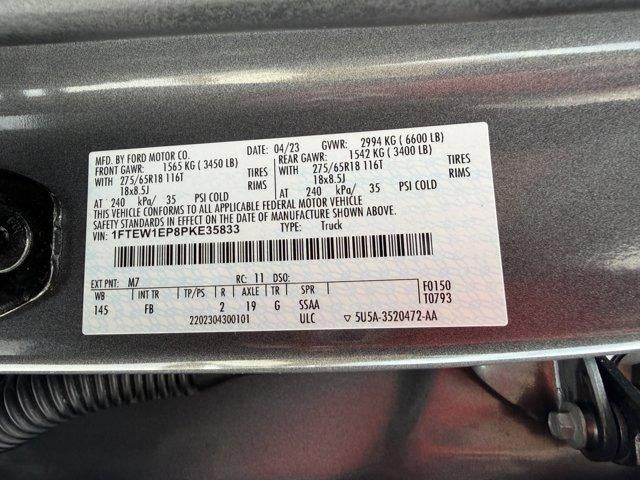 MFD. BY FORD MOTOR CO. DATE: 04/23 GVWR: 2994 KG ( 6600 LB)
FRONT GAWR: 1565 KG ( 3450 LB) REAR GAWR: 1542 KG ( 3400 LB)
WITH 275/65R18 116T TIRES WITH 275/65R18 116T TIRES
18x8.5J RIMS 18x8.5J RIMS
AT 240 kPa/ 35 PSI COLD AT 240 kPa/ 35 PSI COLD
THIS VEHICLE CONFORMS TO ALL APPLICABLE FEDERAL MOTOR VEHICLE
SAFETY STANDARDS IN EFFECT ON THE DATE OF MANUFACTURE SHOWN ABOVE.
VIN: 1FTEW1EP8PKE35833 TYPE: Truck
EXT PNT: M7 RC: 11 DSO: F0150
WB INT TR TP/PS R AXLE TR SPR T0793
145 FB 2 19 G SSAA
2202304300101 ULC ▽ 5U5A-3520472-AA